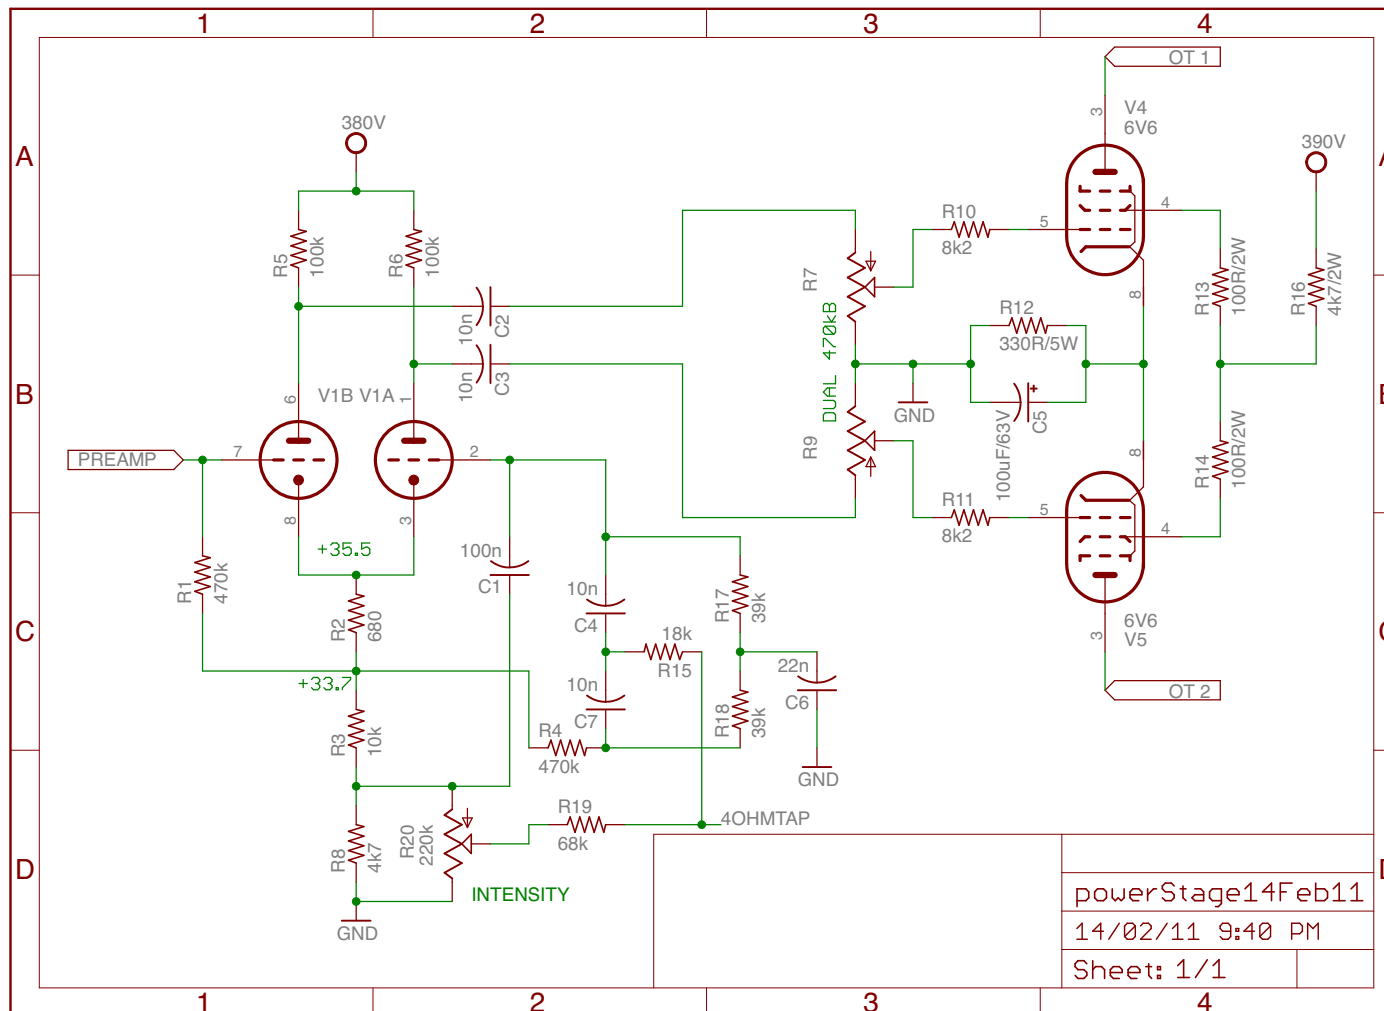 1 2 3 4
OT 1
V4
6V6
3
380V
390V
A
A
R10
8k2
5
4
R5
100k
R6
100k
R7
R13
100R/2W
R16
4k7/2W
8
10n
C2
R12
330R/5W
DUAL 470kB
10n
C3
B
V1B V1A
6
1
GND
100uF/63V
C5
PREAMP
7
2
R9
8
R14
100R/2W
R11
8k2
5
4
8
3
+35.5
100n
C1
R1
470k
R2
680
10n
C4
R17
39k
6V6
V5
3
C
18k
R15
22n
C6
+33.7
10n
C7
R18
39k
OT 2
R3
10k
R4
470k
GND
R19
68k
4OHMTAP
R20
220k
R8
4k7
D
INTENSITY
GND
powerStage14Feb11
14/02/11 9:40 PM
Sheet: 1/1
1 2 3 4